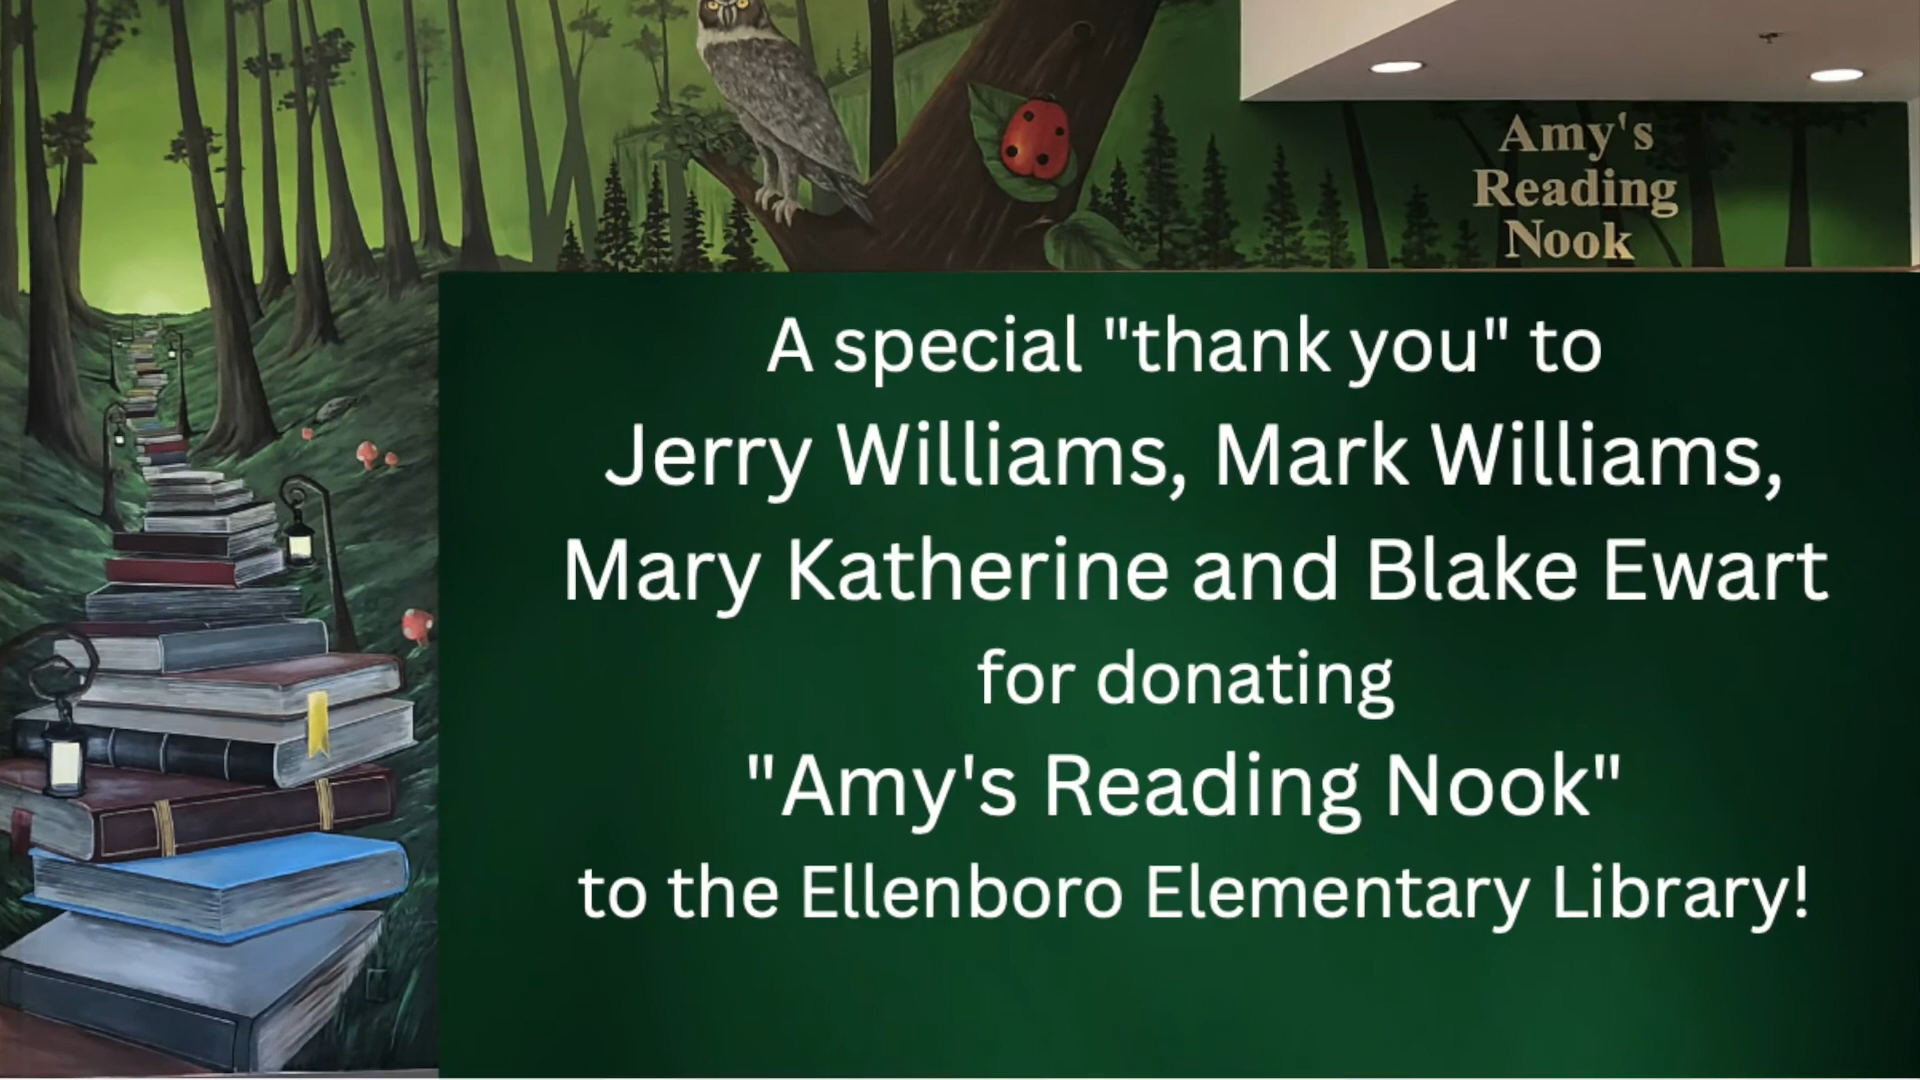 Amy's
Reading
Nook
A special "thank you" to
Jerry Williams, Mark Williams,
Mary Katherine and Blake Ewart
for donating
"Amy's Reading Nook"
to the Ellenboro Elementary Library!